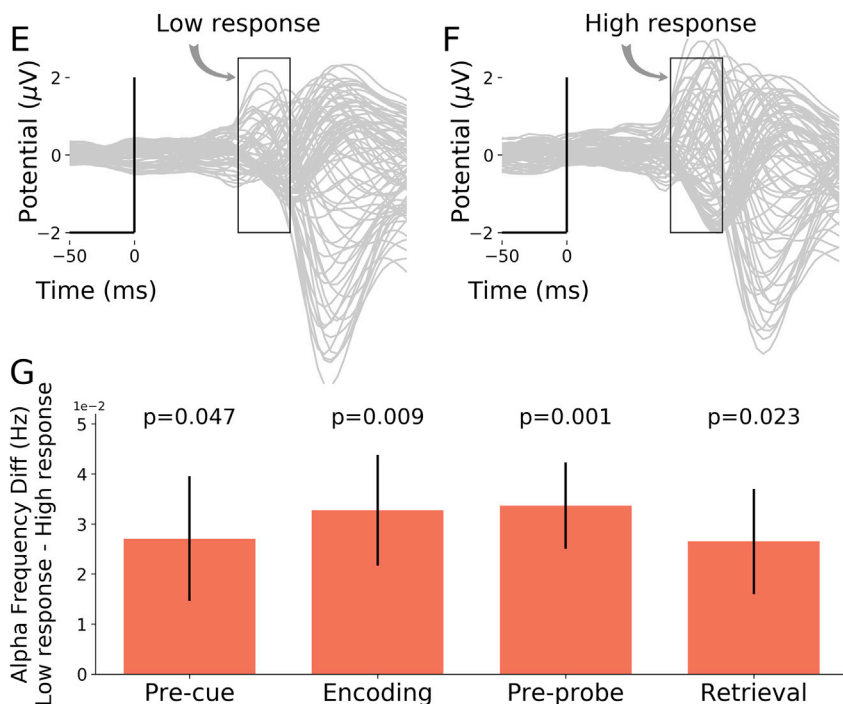 E
Low response
Potential (μV)
2
0
−2
−50
0
Time (ms)
F
High response
Potential (μV)
2
0
−2
−50
0
Time (ms)
G
Alpha Frequency Diff (Hz)
Low response - High response
1e−2
5
4
3
2
1
0
p=0.047
p=0.009
p=0.001
p=0.023
Pre-cue
Encoding
Pre-probe
Retrieval